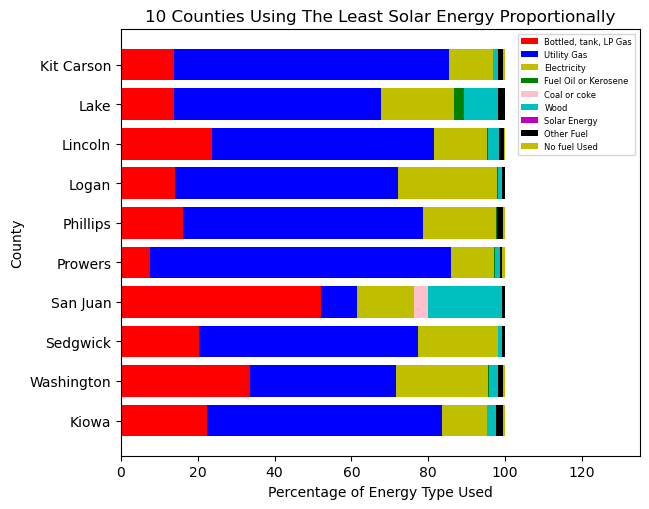 10 Counties Using The Least Solar Energy Proportionally
Bottled, tank, LP Gas
Utility Gas
Electricity
Fuel Oil or Kerosene
Coal or coke
Wood
Solar Energy
Other Fuel
No fuel Used
County
Kit Carson
Lake
Lincoln
Logan
Phillips
Prowers
San Juan
Sedgwick
Washington
Kiowa
0 20 40 60 80 100 120
Percentage of Energy Type Used